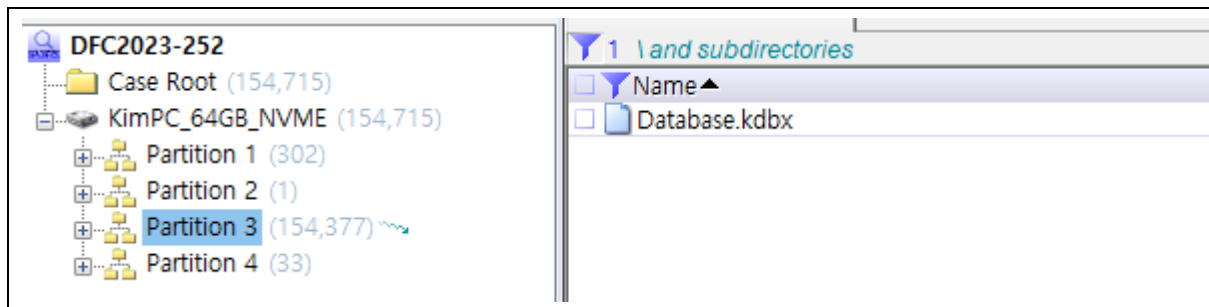 DFC2023-252
Case Root (154,715)
KimPC_64GB_NVME (154,715)
Partition 1 (302)
Partition 2 (1)
Partition 3 (154,377)
Partition 4 (33)
1 \ and subdirectories
Name
Database.kdbx